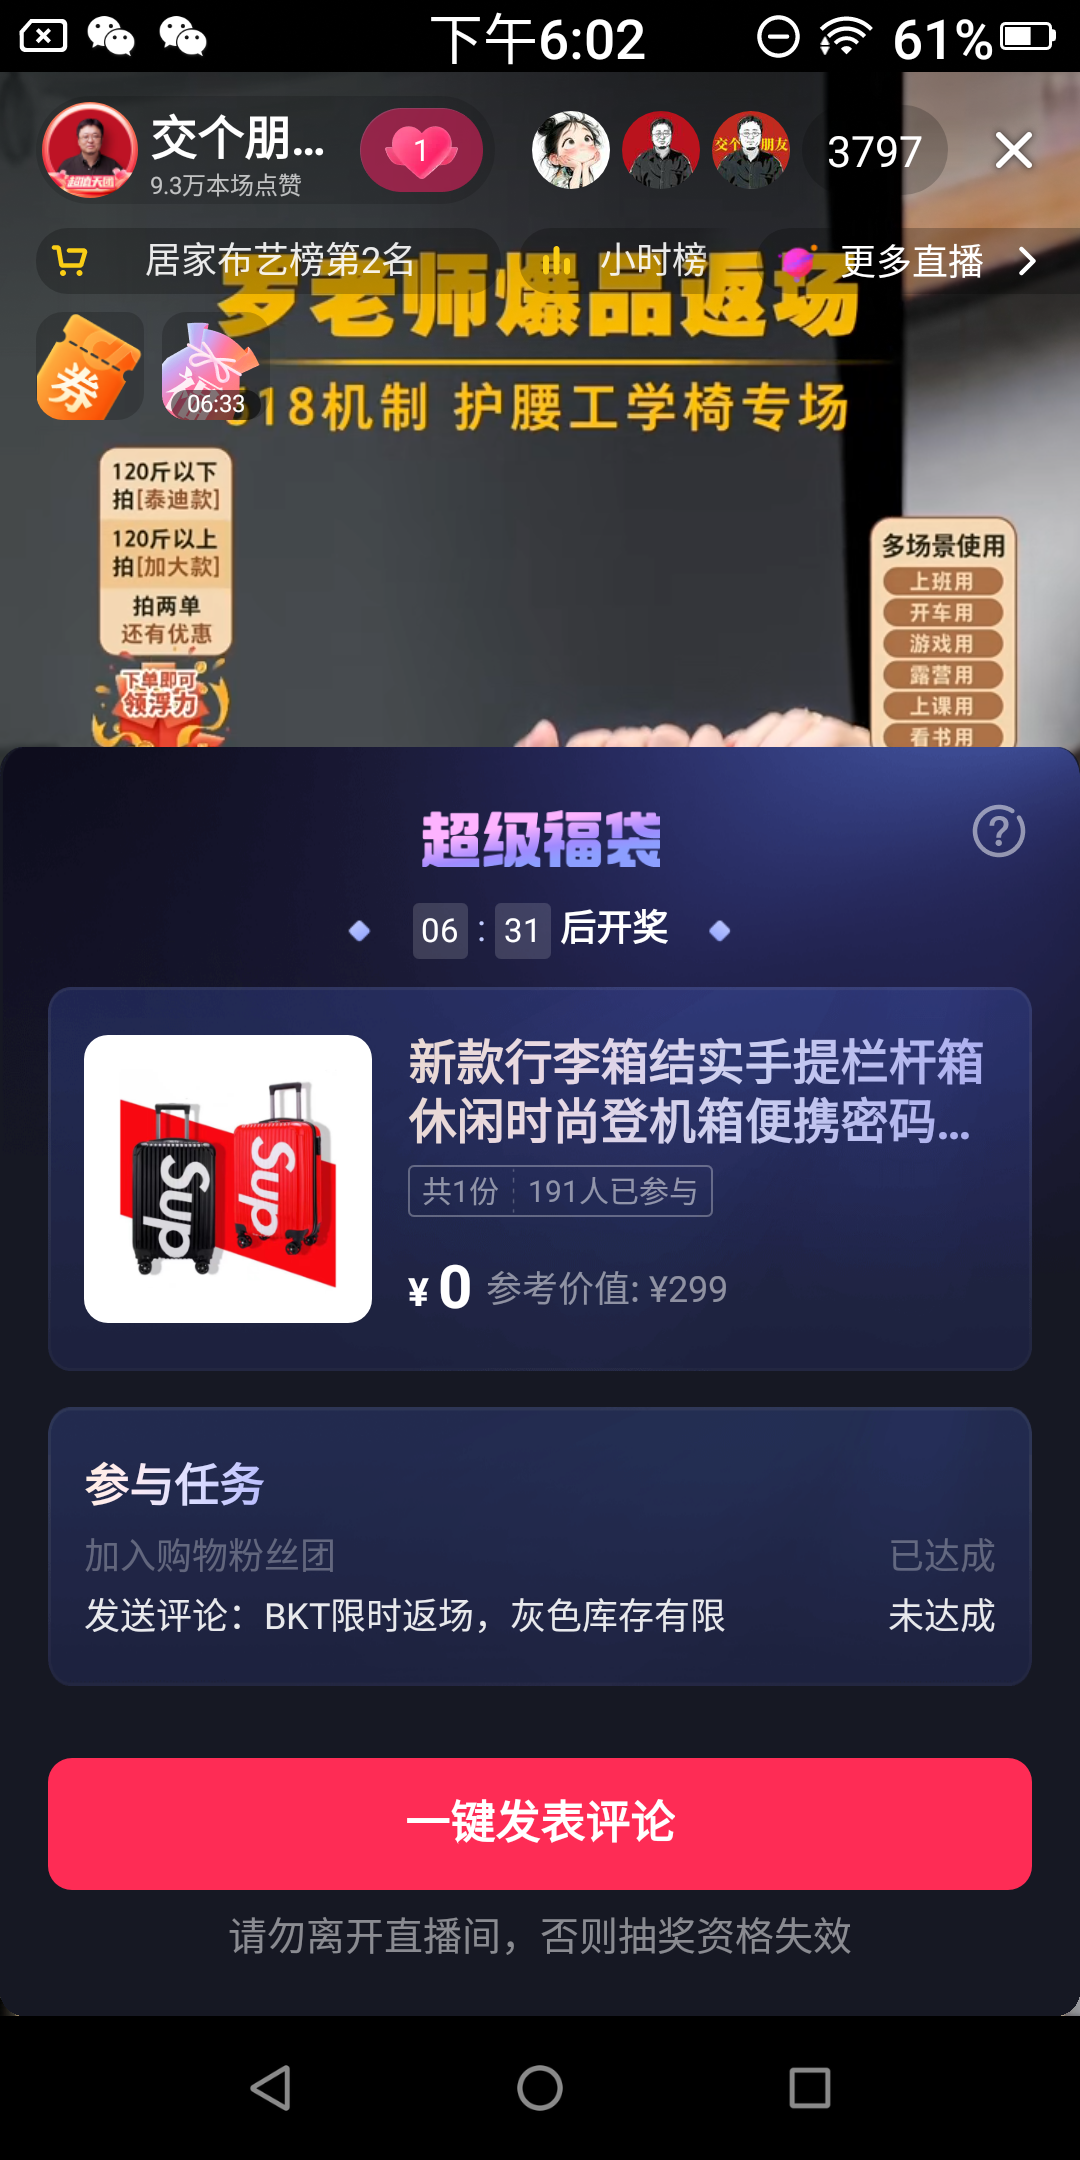 下午6:02
61%
交个朋...
9.3万本场点赞
1
超值天团
交个 朋友
3797
居家布艺榜第2名
小时榜
更多直播
罗老师爆品返场
618机制 护腰工学椅专场
券
06:33
120斤以下
拍[泰迪款]
120斤以上
拍[加大款]
拍两单
还有优惠
下单即可
领浮力
多场景使用
上班用
开车用
游戏用
露营用
上课用
看书用
超级福袋
?
06 : 31 后开奖
新款行李箱结实手提栏杆箱
休闲时尚登机箱便携密码...
Sup
Sup
共1份 191人已参与
¥0 参考价值: ¥299
参与任务
加入购物粉丝团 已达成
发送评论：BKT限时返场，灰色库存有限 未达成
一键发表评论
请勿离开直播间，否则抽奖资格失效